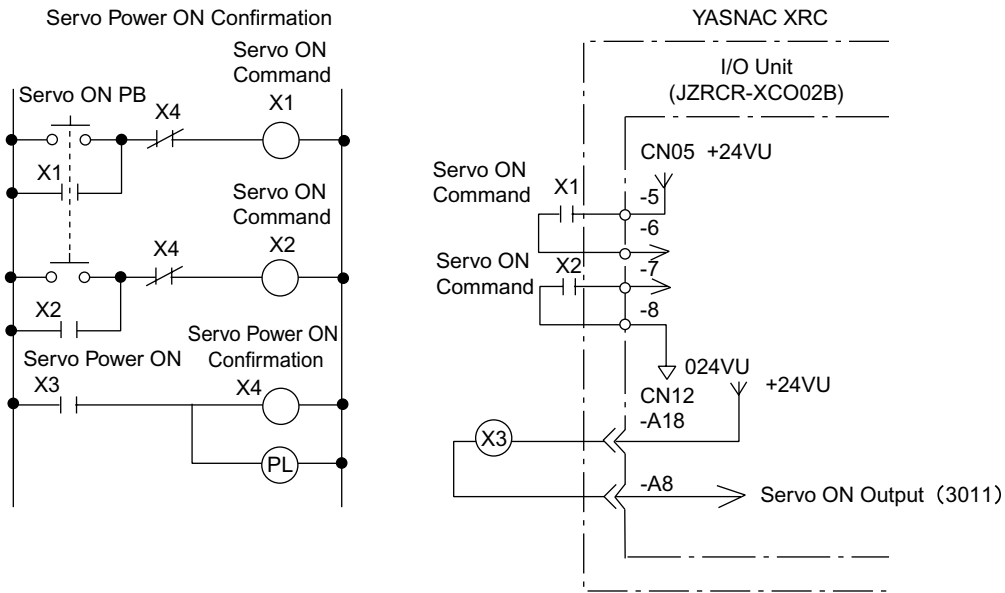 Servo Power ON Confirmation
Servo ON
Command
Servo ON PB
X4
X1
X1
Servo ON
Command
X4
X2
X2
Servo Power ON
Confirmation
Servo Power ON
X3
X4
PL
YASNAC XRC
I/O Unit
(JZRCR-XCO02B)
CN05 +24VU
Servo ON
Command
X1
-5
-6
Servo ON
Command
X2
-7
-8
024VU
CN12
+24VU
-A18
X3
-A8
Servo ON Output（3011）